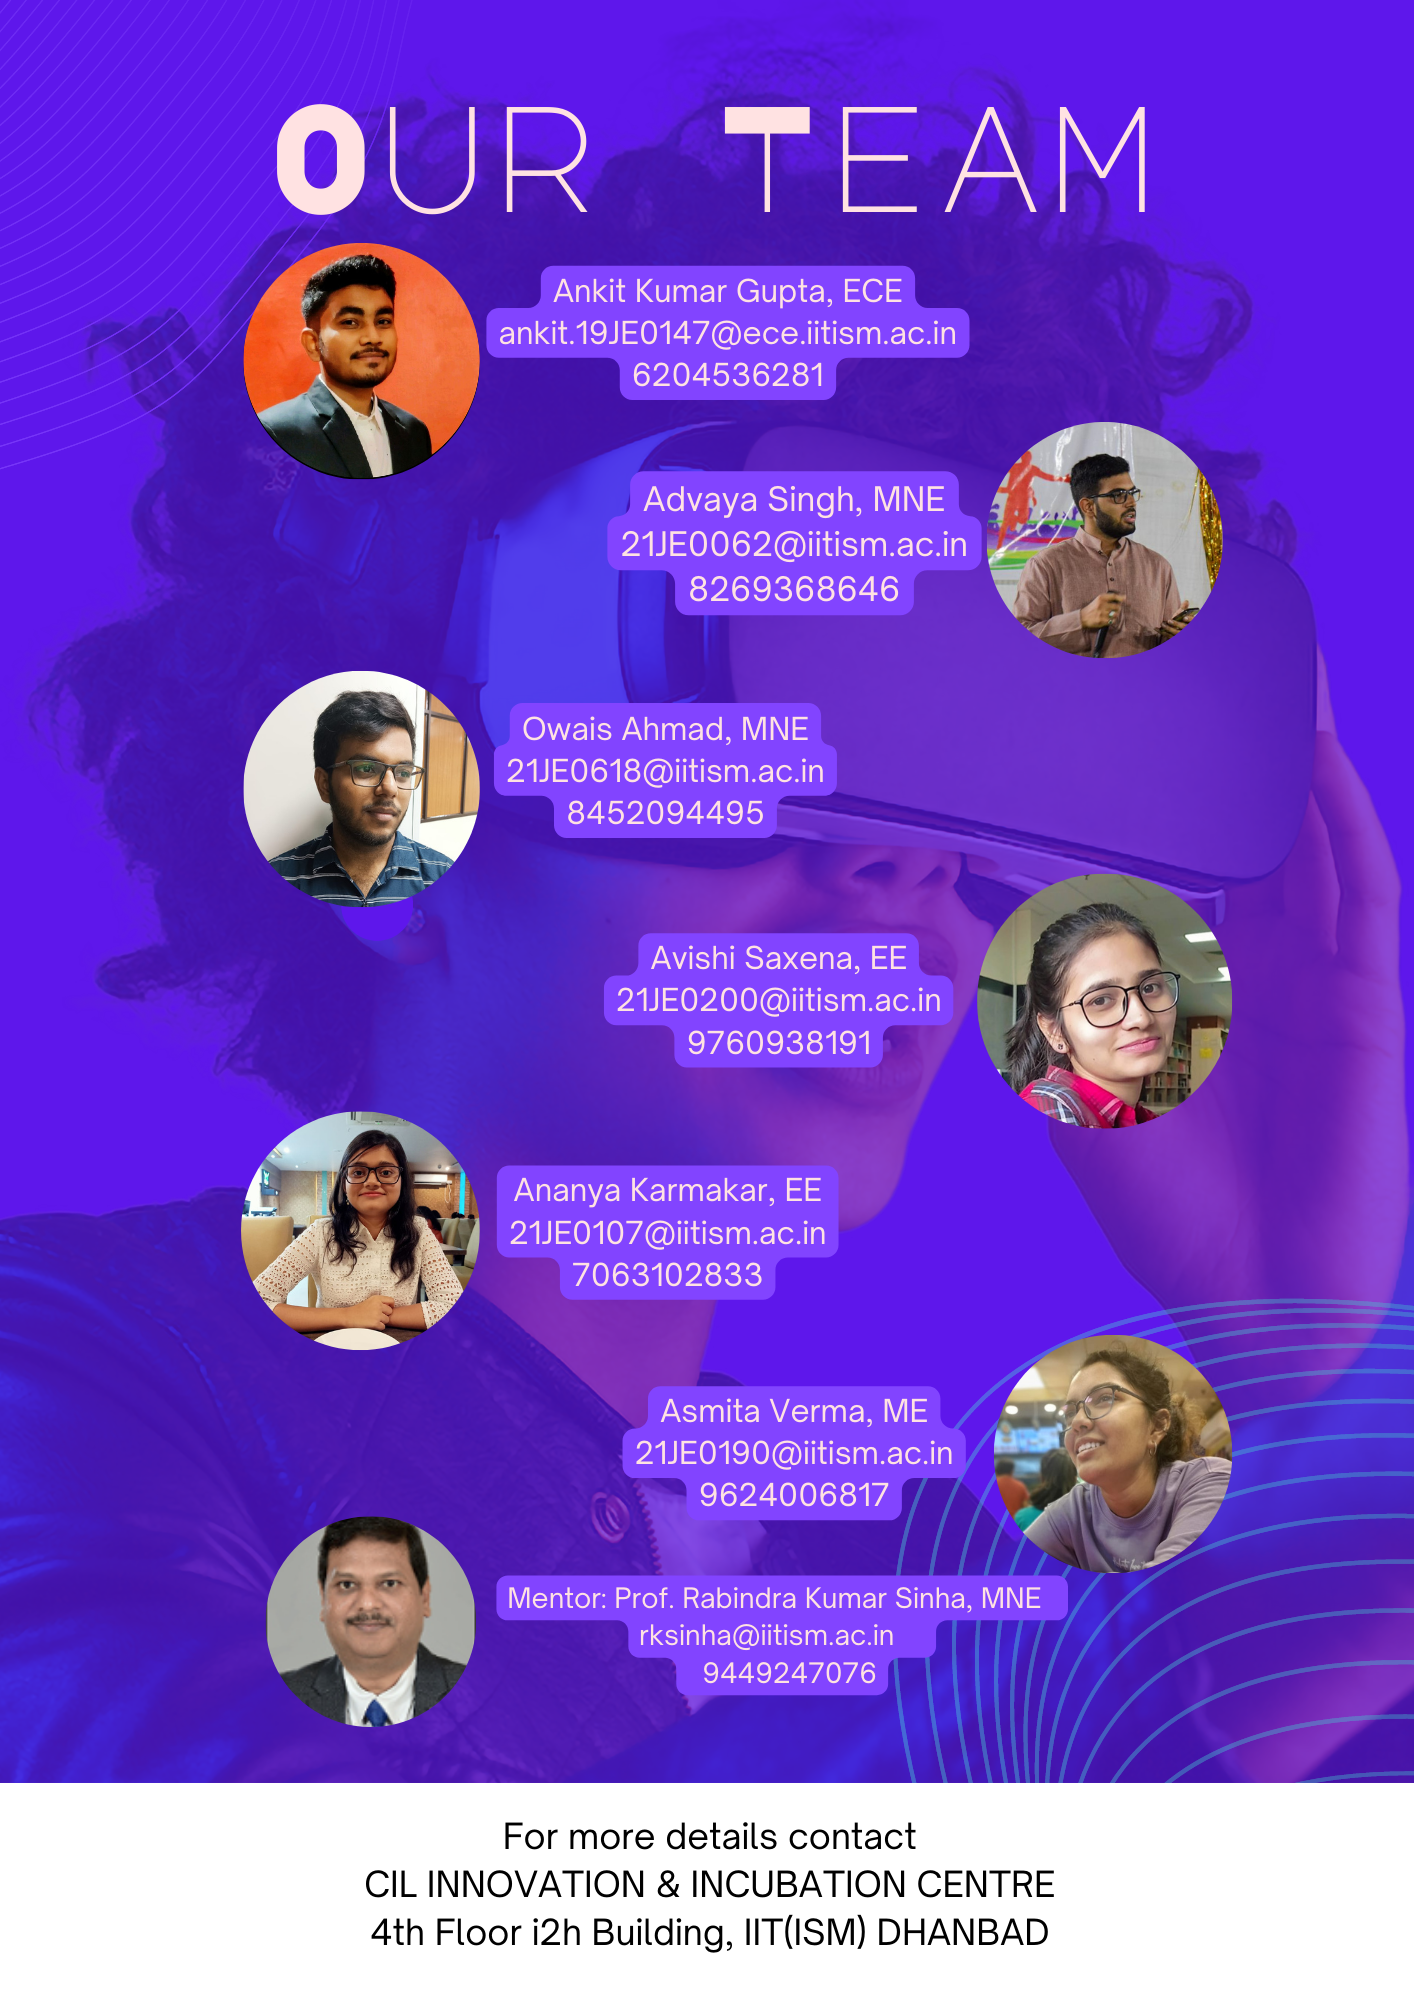 OUR TEAM
Ankit Kumar Gupta, ECE
ankit.19JE0147@ece.iitism.ac.in
6204536281
Advaya Singh, MNE
21JE0062@iitism.ac.in
8269368646
Owais Ahmad, MNE
21JE0618@iitism.ac.in
8452094495
Avishi Saxena, EE
21JE0200@iitism.ac.in
9760938191
Ananya Karmakar, EE
21JE0107@iitism.ac.in
7063102833
Asmita Verma, ME
21JE0190@iitism.ac.in
9624006817
Mentor: Prof. Rabindra Kumar Sinha, MNE
rksinha@iitism.ac.in
9449247076
For more details contact
CIL INNOVATION & INCUBATION CENTRE
4th Floor i2h Building, IIT(ISM) DHANBAD